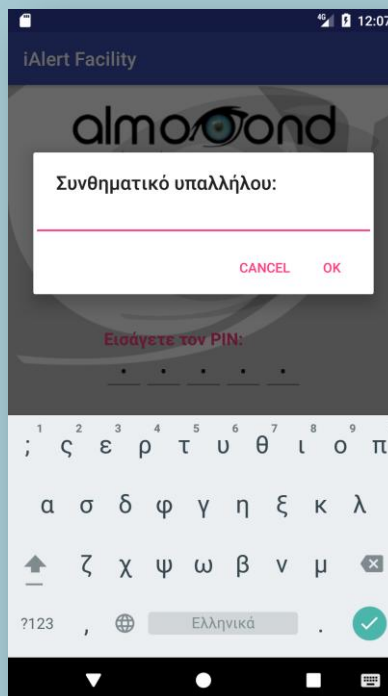 4G 12:07
iAlert Facility
almond
Συνθηματικό υπαλλήλου:
CANCEL OK
Εισάγετε τον PIN:
1 2 3 4 5 6 7 8 9
; ς ε ρ τ υ θ ι ο π
α σ δ φ γ η ξ κ λ
ζ χ ψ ω β ν μ
?123 , Ελληνικά .